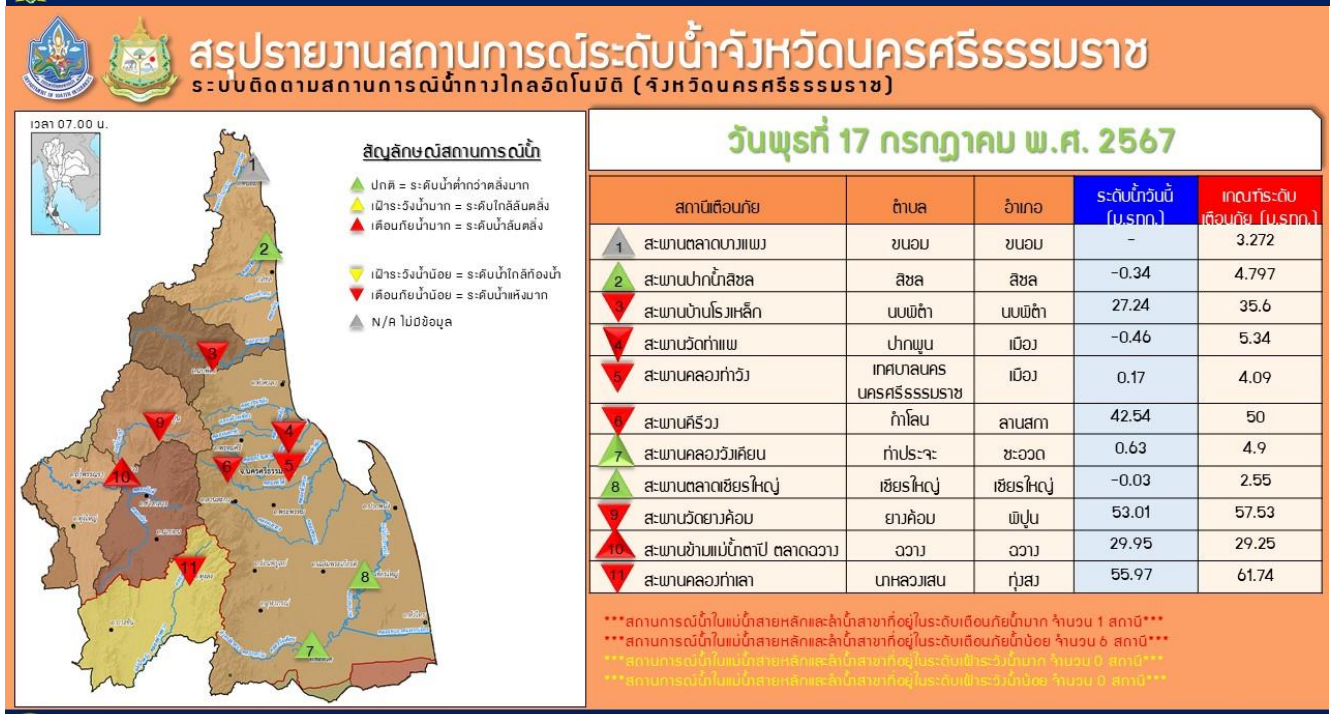 สรุปรายงานสถานการณ์ระดับน้ำจังหวัดนครศรีธรรมราช
ระบบติดตามสถานการณ์น้ำทางไกลอัตโนมัติ (จังหวัดนครศรีธรรมราช)
เวลา 07.00 น.
สัญลักษณ์สถานการณ์น้ำ
ปกติ = ระดับน้ำต่ำกว่าตลิ่งมาก
เฝ้าระวังน้ำมาก = ระดับใกล้ล้นตลิ่ง
เตือนภัยน้ำมาก = ระดับน้ำล้นตลิ่ง
เฝ้าระวังน้ำน้อย = ระดับน้ำใกล้ท้องน้ำ
เตือนภัยน้ำน้อย = ระดับน้ำแห้งมาก
N/A ไม่มีข้อมูล
1
2
3
9
4
10
6
5
จ.นครศรีธรรมราช
11
8
7
วันพุธที่ 17 กรกฎาคม พ.ศ. 2567
สถานีเตือนภัย ตำบล อำเภอ ระดับน้ำวันนี้ (ม.รทก.) เกณฑ์ระดับเตือนภัย (ม.รทก.)
1 สะพานตลาดบางแพง ขนอม ขนอม - 3.272
2 สะพานปากน้ำสิชล สิชล สิชล -0.34 4.797
3 สะพานบ้านโรงเหล็ก นบพิตำ นบพิตำ 27.24 35.6
4 สะพานวัดท่าแพ ปากพูน เมือง -0.46 5.34
5 สะพานคลองท่าวัง เทศบาลนครนครศรีธรรมราช เมือง 0.17 4.09
6 สะพานคีรีวง กำโลน ลานสกา 42.54 50
7 สะพานคลองวังเคียน ท่าประจะ ชะอวด 0.63 4.9
8 สะพานตลาดเชียรใหญ่ เชียรใหญ่ เชียรใหญ่ -0.03 2.55
9 สะพานวัดยางค้อม ยางค้อม พิปูน 53.01 57.53
10 สะพานข้ามแม่น้ำตาปี ตลาดฉวาง ฉวาง ฉวาง 29.95 29.25
11 สะพานคลองท่าเลา นาหลวงเสน ทุ่งสง 55.97 61.74
***สถานการณ์น้ำในแม่น้ำสายหลักและลำน้ำสาขาที่อยู่ในระดับเตือนภัยน้ำมาก จำนวน 1 สถานี***
***สถานการณ์น้ำในแม่น้ำสายหลักและลำน้ำสาขาที่อยู่ในระดับเตือนภัยน้ำน้อย จำนวน 6 สถานี***
***สถานการณ์น้ำในแม่น้ำสายหลักและลำน้ำสาขาที่อยู่ในระดับเฝ้าระวังน้ำมาก จำนวน 0 สถานี***
***สถานการณ์น้ำในแม่น้ำสายหลักและลำน้ำสาขาที่อยู่ในระดับเฝ้าระวังน้ำน้อย จำนวน 0 สถานี***